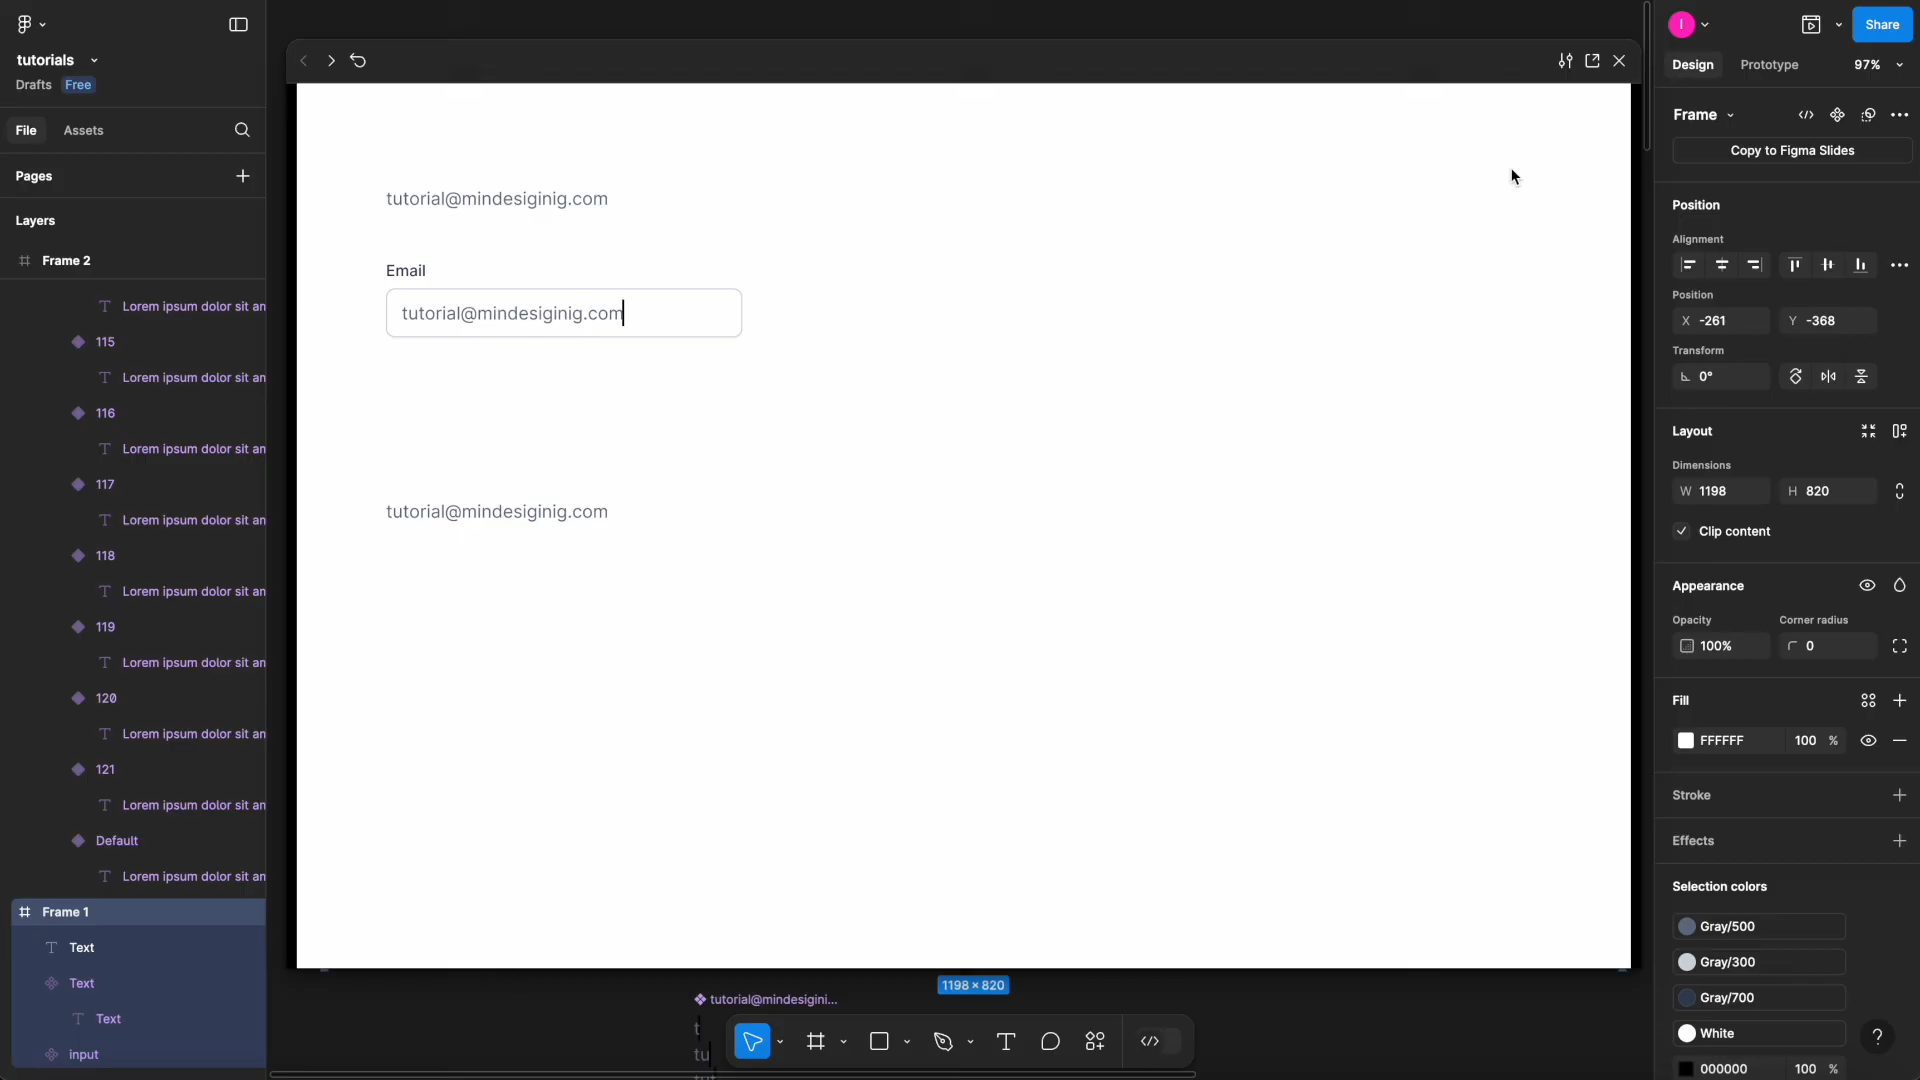 tutorials
Drafts Free
File Assets
Pages
Layers
Frame 2
Lorem ipsum dolor sit an
115
Lorem ipsum dolor sit an
116
Lorem ipsum dolor sit an
117
Lorem ipsum dolor sit an
118
Lorem ipsum dolor sit an
119
Lorem ipsum dolor sit an
120
Lorem ipsum dolor sit an
121
Lorem ipsum dolor sit an
Default
Lorem ipsum dolor sit an
Frame 1
Text
Text
Text
input
tutorial@mindesiginig.com
Email
tutorial@mindesiginig.com
tutorial@mindesiginig.com
1198 × 820
tutorial@mindesigini...
t
tu
I
Share
Design Prototype 97%
Frame
Copy to Figma Slides
Position
Alignment
Position
X -261 Y -368
Transform
0°
Layout
Dimensions
W 1198 H 820
Clip content
Appearance
Opacity Corner radius
100% 0
Fill
FFFFFF 100 %
Stroke
Effects
Selection colors
Gray/500
Gray/300
Gray/700
White
000000 100 %
?